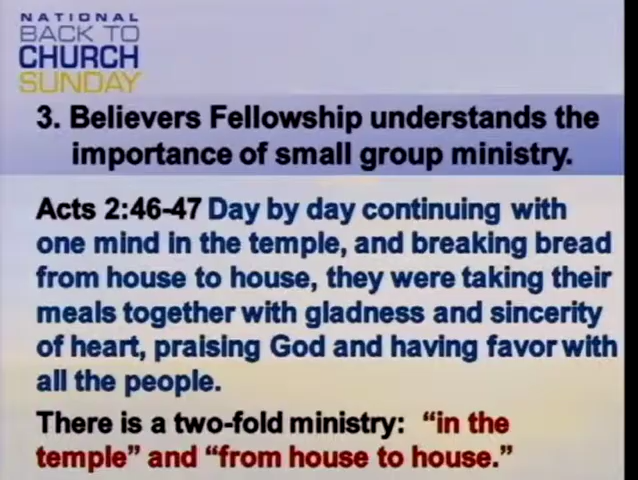 NATIONAL
BACK TO
CHURCH
SUNDAY
3. Believers Fellowship understands the
importance of small group ministry.
Acts 2:46-47 Day by day continuing with
one mind in the temple, and breaking bread
from house to house, they were taking their
meals together with gladness and sincerity
of heart, praising God and having favor with
all the people.
There is a two-fold ministry: “in the
temple” and “from house to house.”